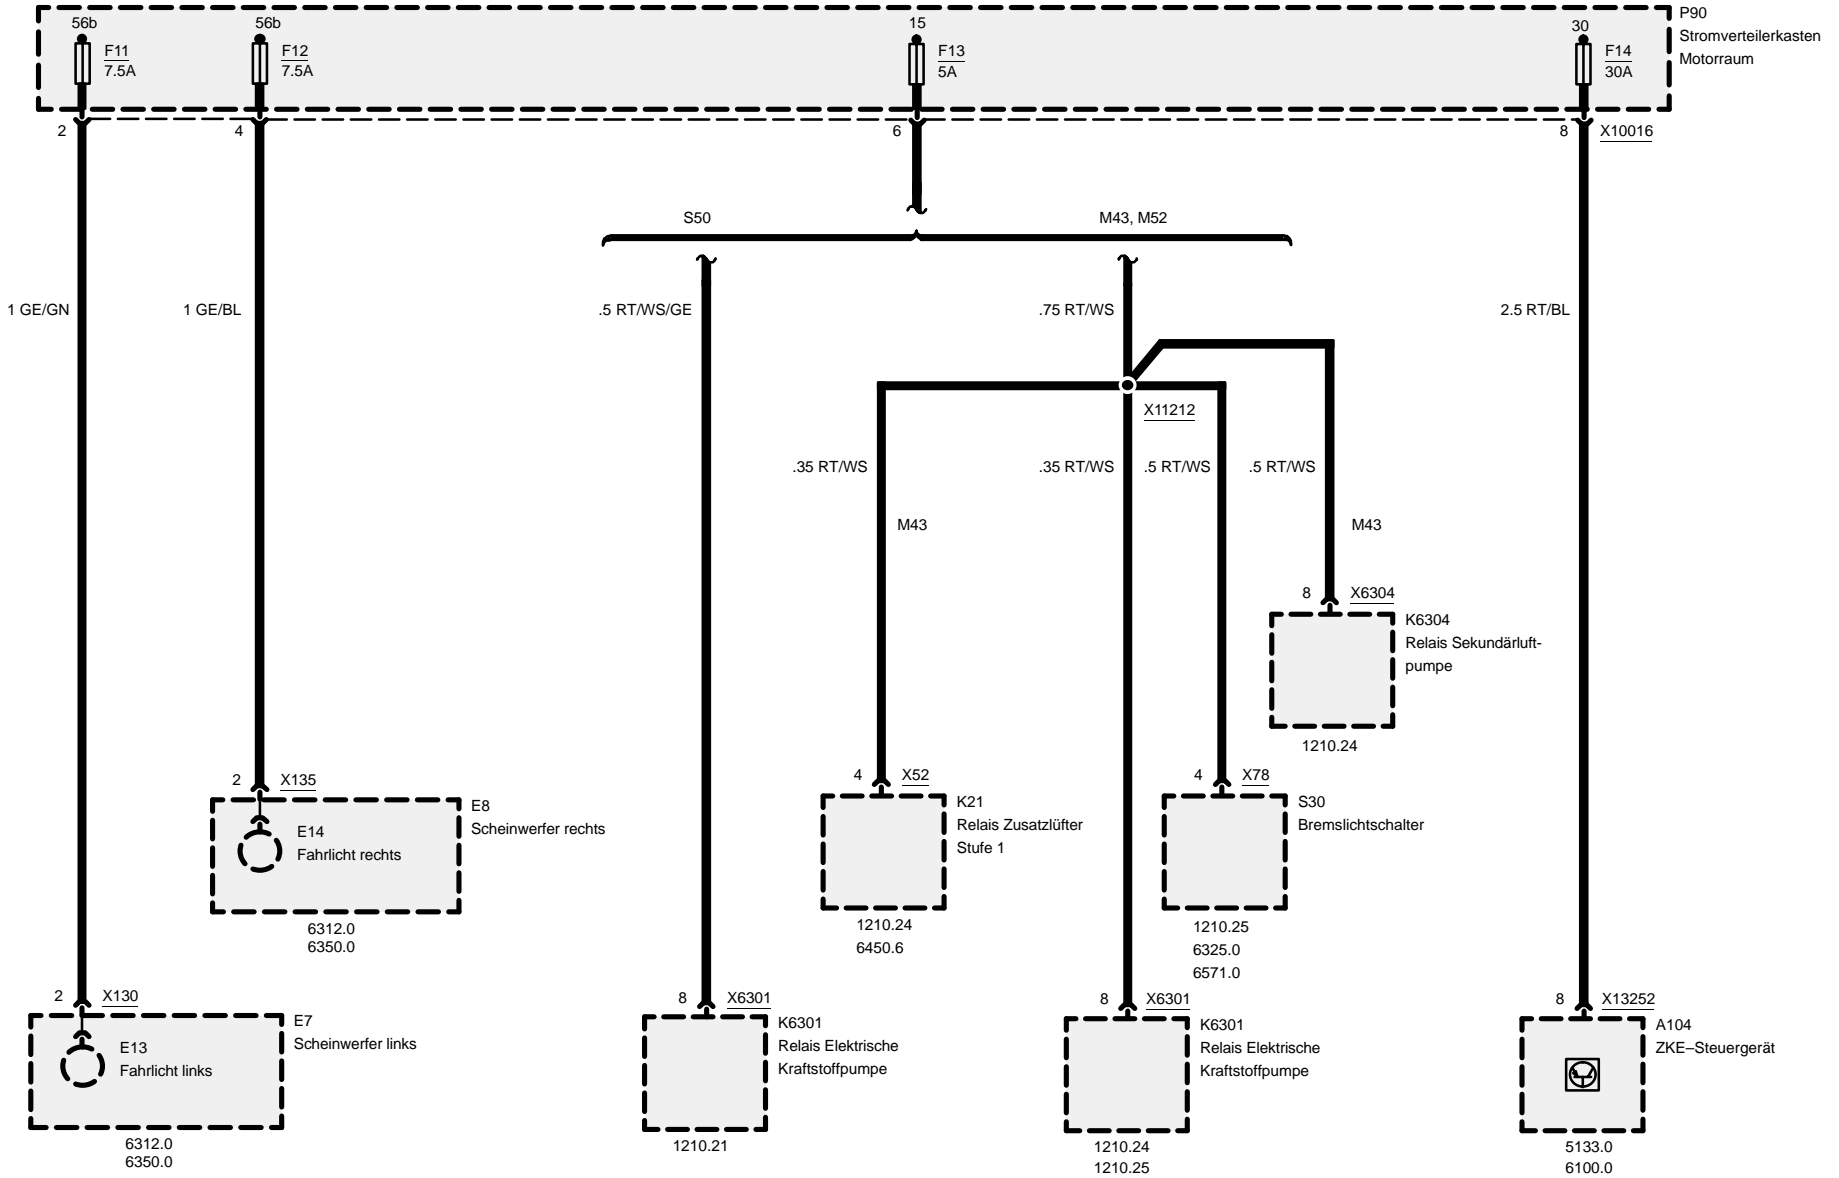 56b
56b
15
30
P90
Stromverteilerkasten
Motorraum
F11
7.5A
F12
7.5A
F13
5A
F14
30A
2
4
6
8
X10016
S50
M43, M52
1 GE/GN
1 GE/BL
.5 RT/WS/GE
.75 RT/WS
2.5 RT/BL
X11212
.35 RT/WS
.35 RT/WS
.5 RT/WS
.5 RT/WS
M43
M43
8
X6304
K6304
Relais Sekundärluft-
pumpe
1210.24
2
X135
E8
Scheinwerfer rechts
E14
Fahrlicht rechts
6312.0
6350.0
4
X52
K21
Relais Zusatzlüfter
Stufe 1
1210.24
6450.6
4
X78
S30
Bremslichtschalter
1210.25
6325.0
6571.0
2
X130
E7
Scheinwerfer links
E13
Fahrlicht links
6312.0
6350.0
8
X6301
K6301
Relais Elektrische
Kraftstoffpumpe
1210.21
8
X6301
K6301
Relais Elektrische
Kraftstoffpumpe
1210.24
1210.25
8
X13252
A104
ZKE–Steuergerät
5133.0
6100.0